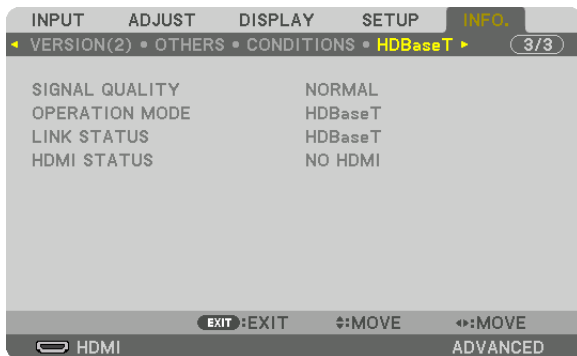 INPUT ADJUST DISPLAY SETUP INFO.
VERSION(2) • OTHERS • CONDITIONS • HDBaseT 3/3
SIGNAL QUALITY NORMAL
OPERATION MODE HDBaseT
LINK STATUS HDBaseT
HDMI STATUS NO HDMI
EXIT:EXIT :MOVE :MOVE
HDMI ADVANCED